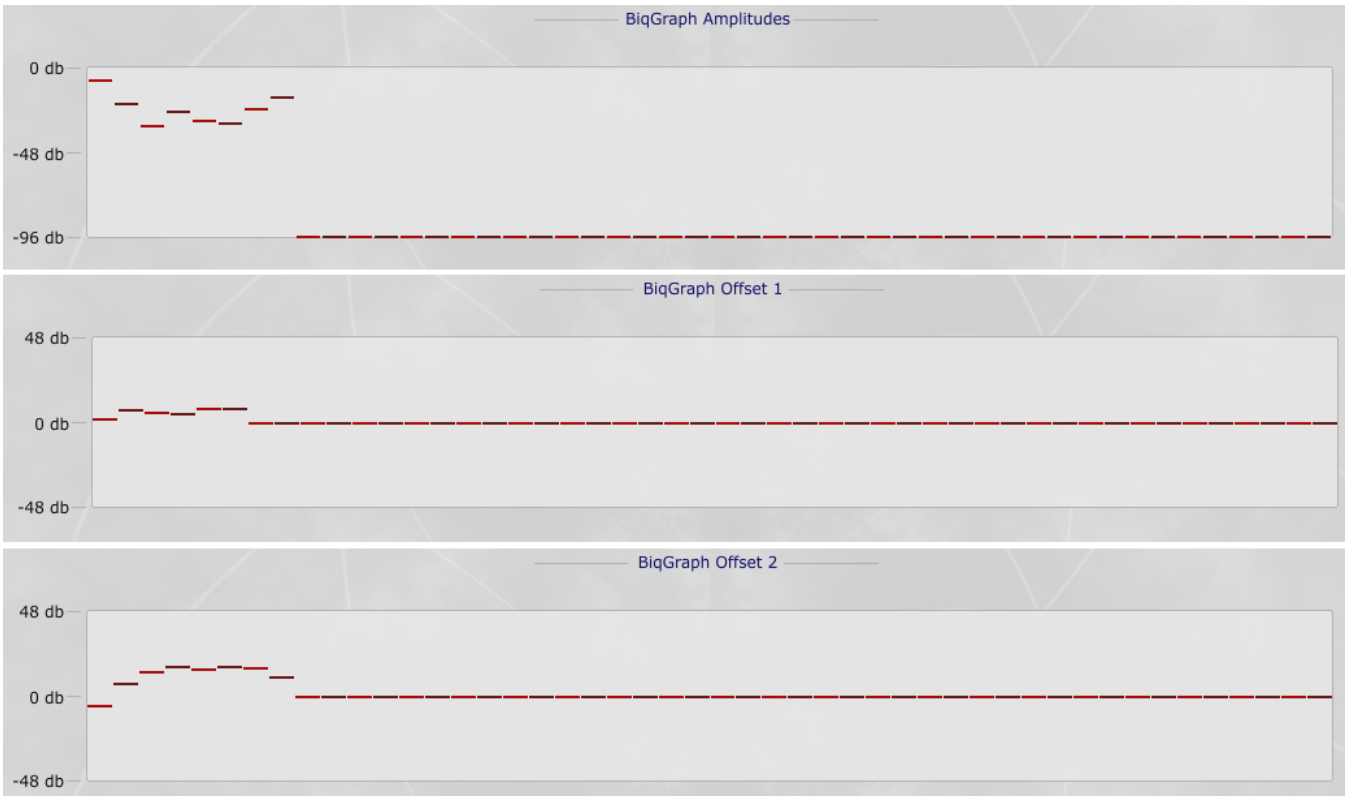 BiqGraph Amplitudes
0 db
-48 db
-96 db
BiqGraph Offset 1
48 db
0 db
-48 db
BiqGraph Offset 2
48 db
0 db
-48 db